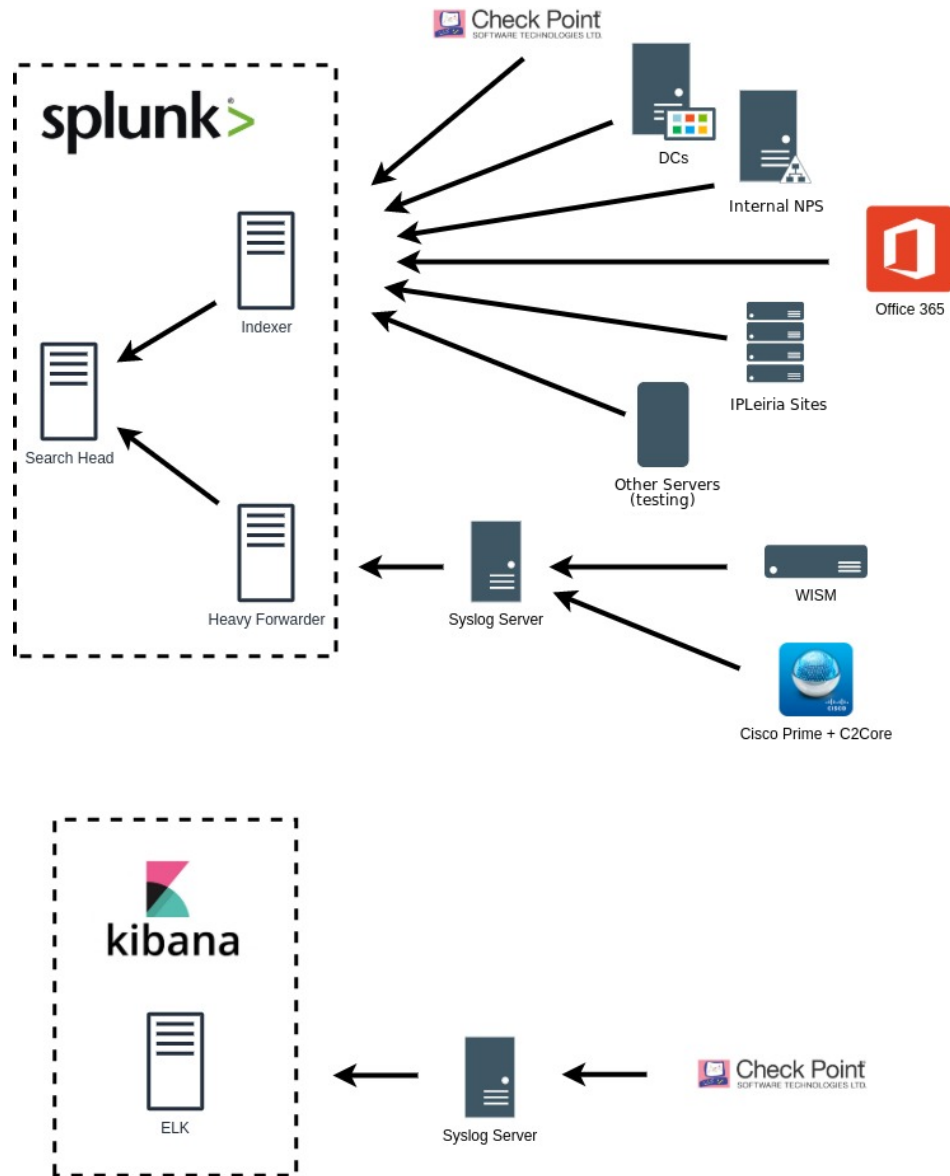 Check Point
SOFTWARE TECHNOLOGIES LTD.
splunk>
DCs
Internal NPS
Office 365
Indexer
IPLeiria Sites
Search Head
Other Servers
(testing)
Heavy Forwarder
Syslog Server
WISM
CISCO
Cisco Prime + C2Core
kibana
ELK
Syslog Server
Check Point
SOFTWARE TECHNOLOGIES LTD.